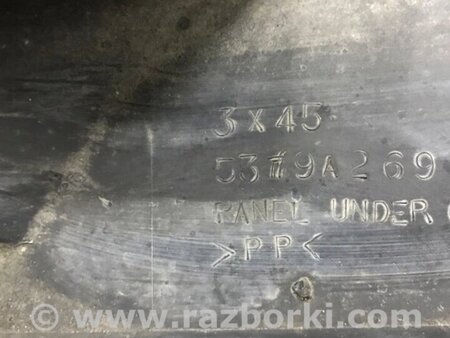 3X45
53#9A269
PANEL UNDER
>PP<
www.razborki.com